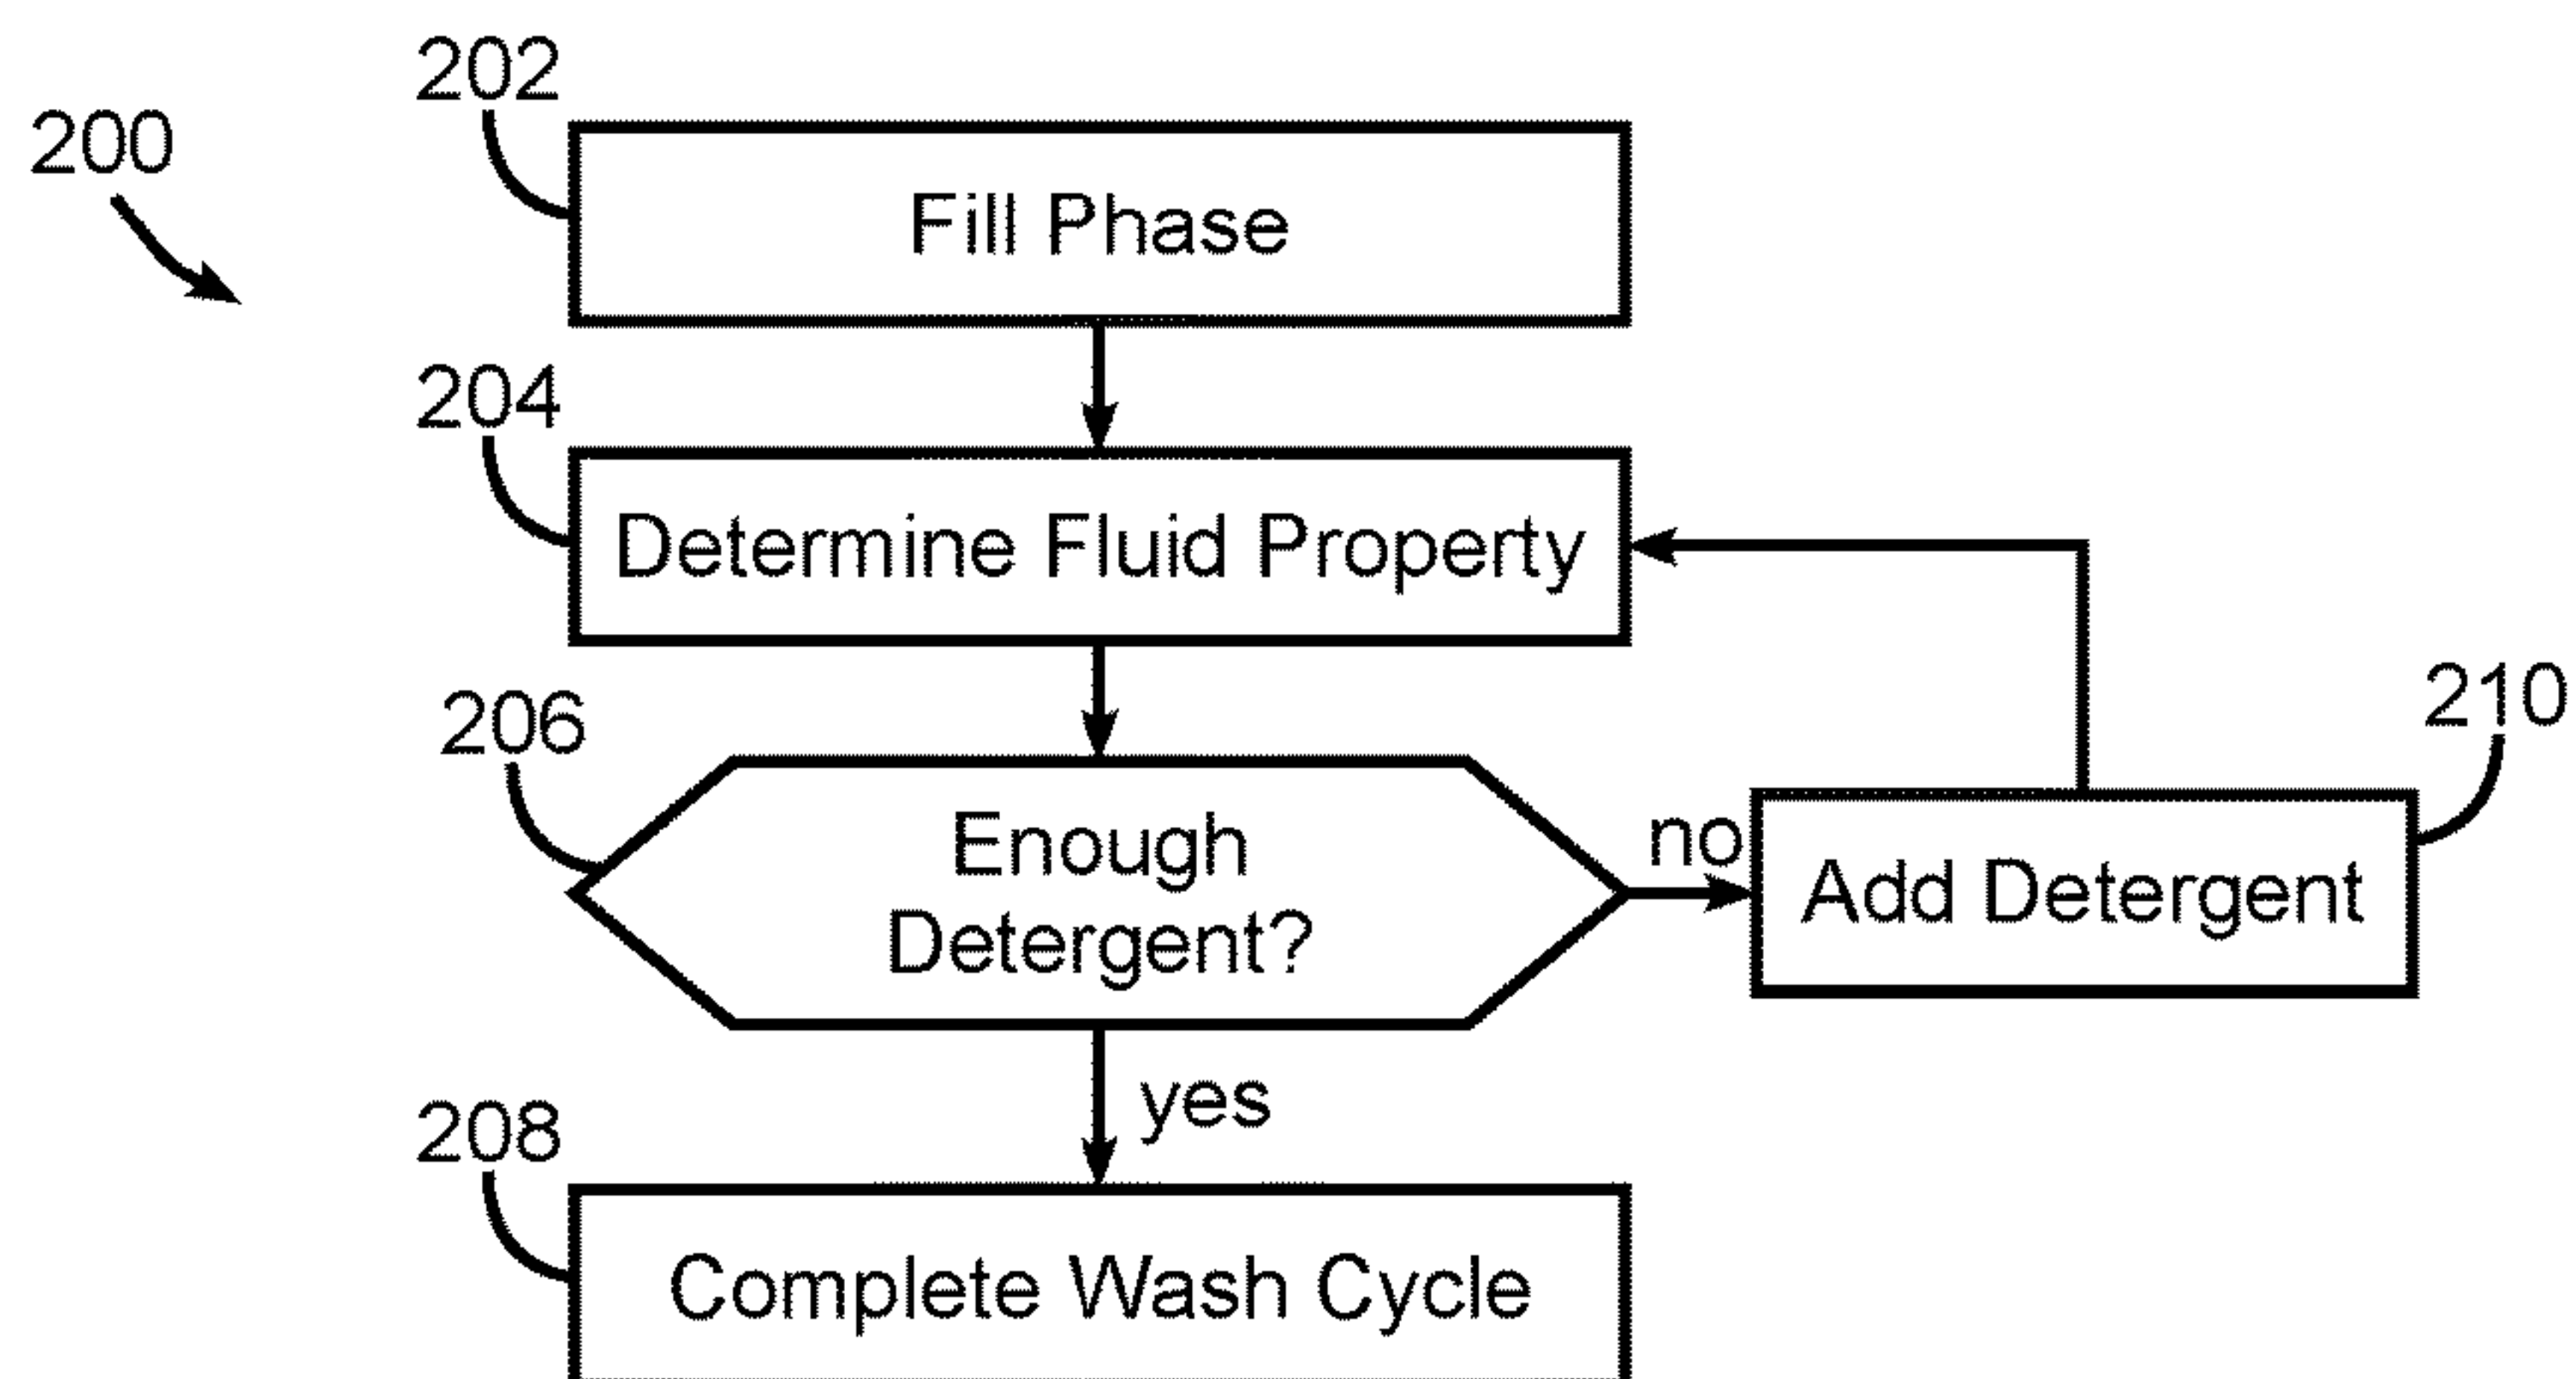 200
202
Fill Phase
204
Determine Fluid Property
206
Enough
Detergent?
no
210
Add Detergent
yes
208
Complete Wash Cycle